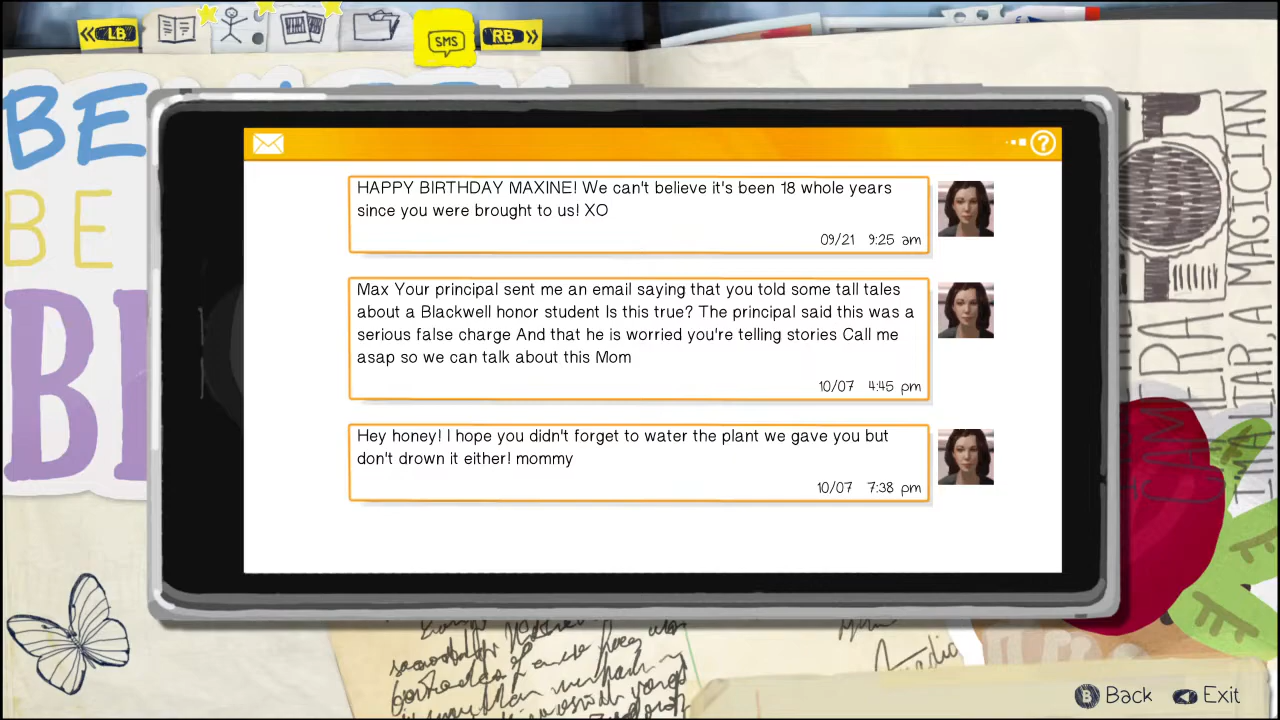 LB
SMS
RB
BE
BE
HAPPY BIRTHDAY MAXINE! We can't believe it's been 18 whole years
since you were brought to us! XO
09/21 9:25 am
Max Your principal sent me an email saying that you told some tall tales
about a Blackwell honor student Is this true? The principal said this was a
serious false charge And that he is worried you're telling stories Call me
asap so we can talk about this Mom
10/07 4:45 pm
Hey honey! I hope you didn't forget to water the plant we gave you but
don't drown it either! mommy
10/07 7:38 pm
CAMERA
LIAR, A MAGICIAN
B Back
Exit